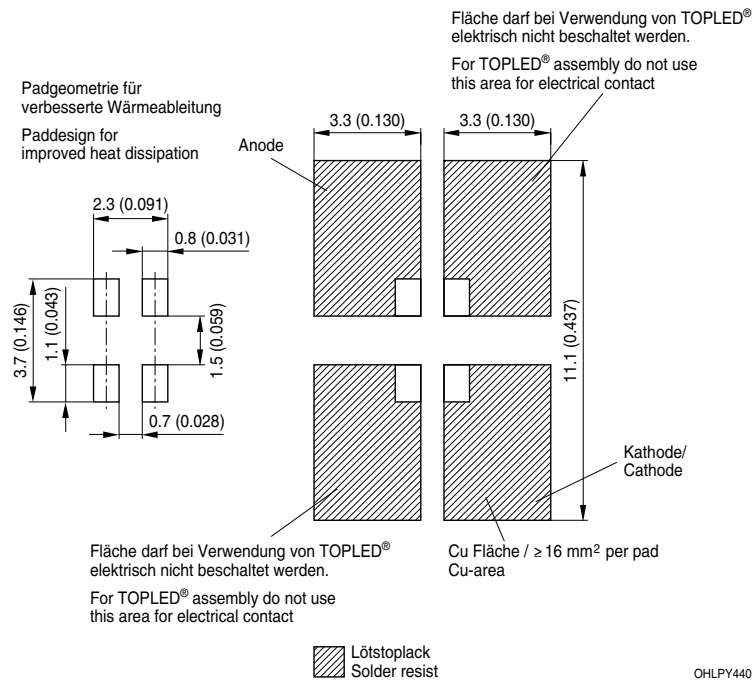 Fläche darf bei Verwendung von TOPLED®
elektrisch nicht beschaltet werden.
For TOPLED® assembly do not use
this area for electrical contact
Padgeometrie für
verbesserte Wärmeableitung
Paddesign for
improved heat dissipation
Anode
3.3 (0.130)
3.3 (0.130)
2.3 (0.091)
0.8 (0.031)
3.7 (0.146)
1.1 (0.043)
1.5 (0.059)
0.7 (0.028)
11.1 (0.437)
Kathode/
Cathode
Fläche darf bei Verwendung von TOPLED®
elektrisch nicht beschaltet werden.
For TOPLED® assembly do not use
this area for electrical contact
Cu Fläche / ≥ 16 mm² per pad
Cu-area
Lötstoplack
Solder resist
OHLPY440